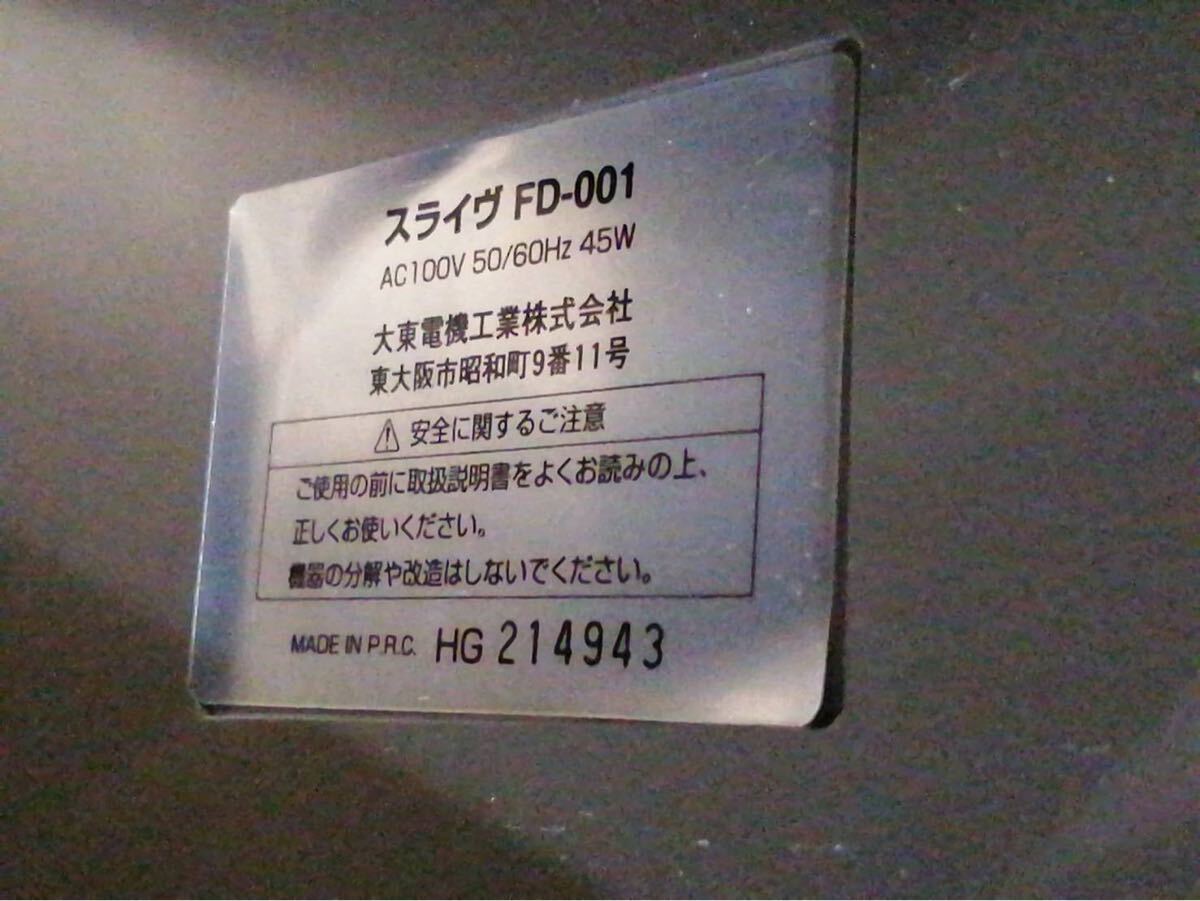 スライヴ FD-001
AC100V 50/60Hz 45W
大東電機工業株式会社
東大阪市昭和町9番11号
⚠ 安全に関するご注意
ご使用の前に取扱説明書をよくお読みの上、
正しくお使いください。
機器の分解や改造はしないでください。
MADE IN P.R.C. HG 214943